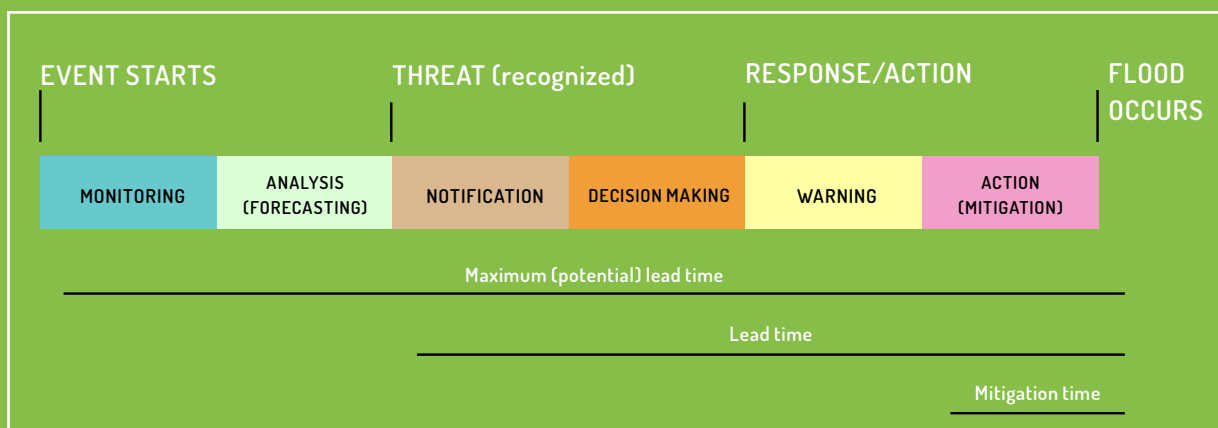 EVENT STARTS
THREAT (recognized)
RESPONSE/ACTION
FLOOD
OCCURS
MONITORING
ANALYSIS
(FORECASTING)
NOTIFICATION
DECISION MAKING
WARNING
ACTION
(MITIGATION)
Maximum (potential) lead time
Lead time
Mitigation time